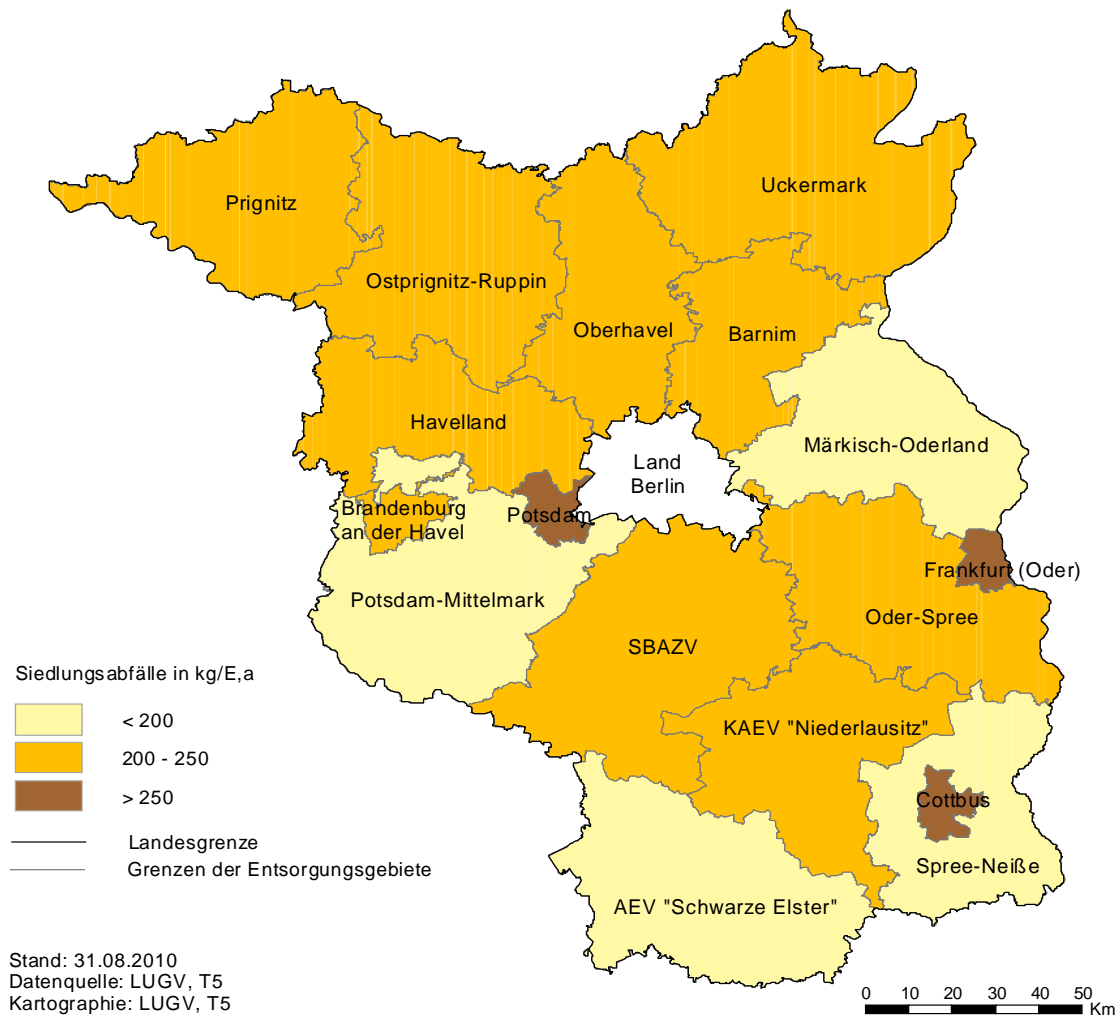 Uckermark
Prignitz
Ostprignitz-Ruppin
Oberhavel
Barnim
Havelland
Märkisch-Oderland
Land
Berlin
Brandenburg
an der Havel
Potsdam
Frankfurt (Oder)
Potsdam-Mittelmark
Oder-Spree
SBAZV
KAEV "Niederlausitz"
Cottbus
Spree-Neiße
AEV "Schwarze Elster"
Siedlungsabfälle in kg/E,a
< 200
200 - 250
> 250
Landesgrenze
Grenzen der Entsorgungsgebiete
Stand: 31.08.2010
Datenquelle: LUGV, T5
Kartographie: LUGV, T5
0 10 20 30 40 50
Km